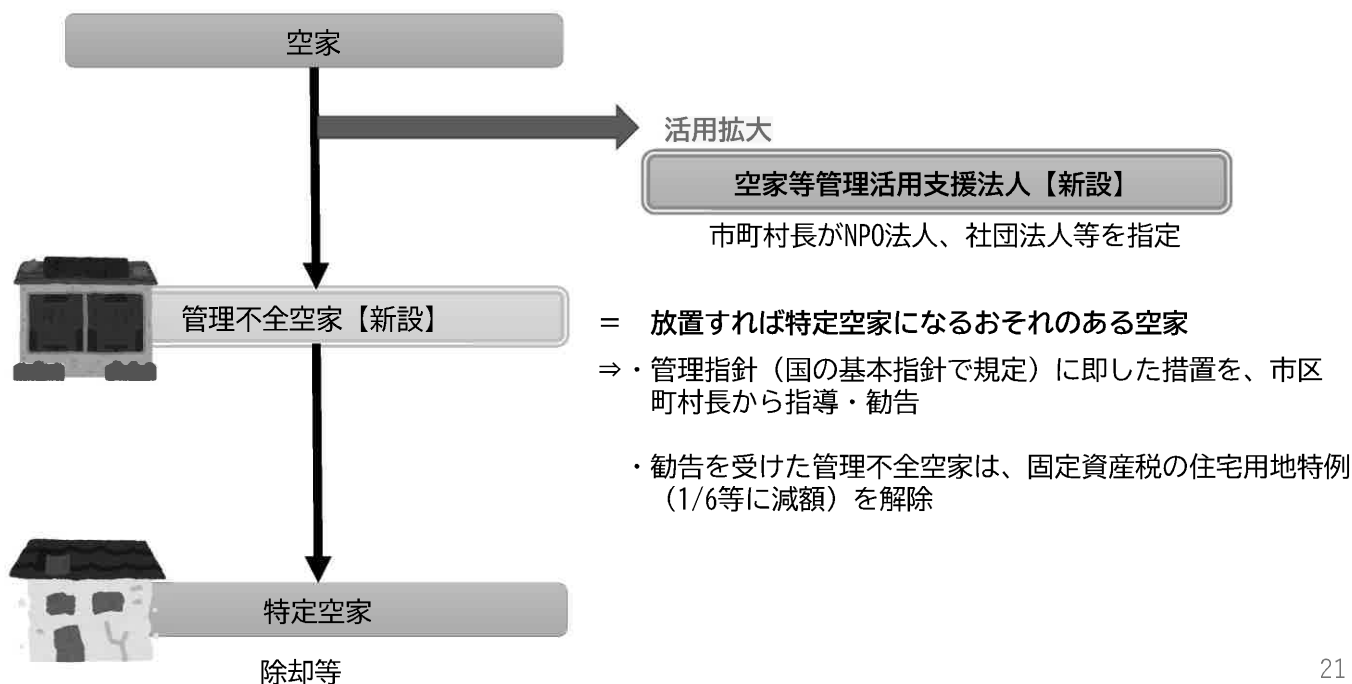 空家
活用拡大
空家等管理活用支援法人【新設】
市町村長がNPO法人、社団法人等を指定
管理不全空家【新設】
＝　放置すれば特定空家になるおそれのある空家
⇒・管理指針（国の基本指針で規定）に即した措置を、市区
町村長から指導・勧告
・勧告を受けた管理不全空家は、固定資産税の住宅用地特例
（1/6等に減額）を解除
特定空家
除却等
21